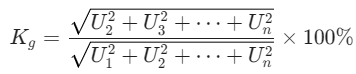 K_g = \frac{\sqrt{U_2^2 + U_3^2 + \cdots + U_n^2}}{\sqrt{U_1^2 + U_2^2 + \cdots + U_n^2}} \times 100\%